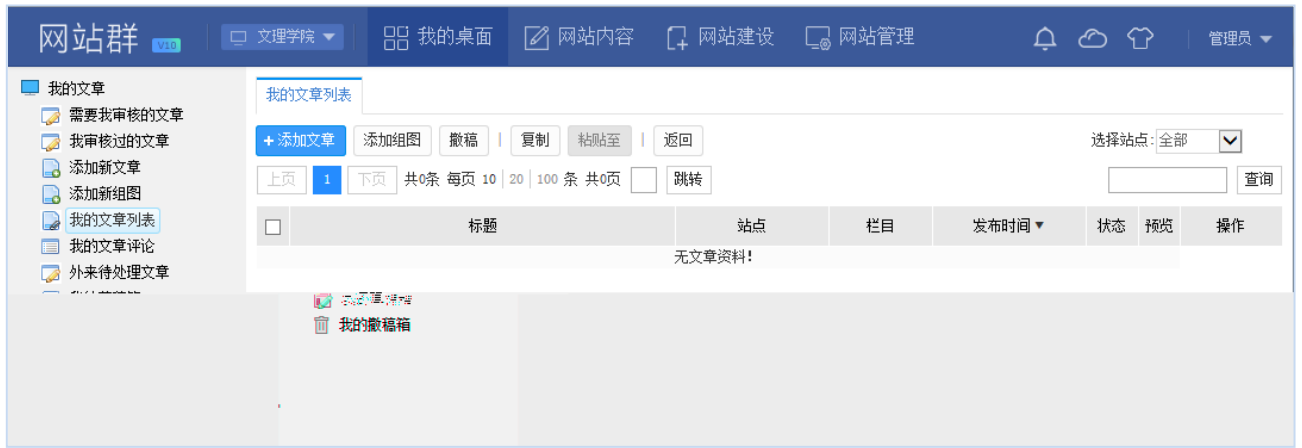 网站群 V10 文理学院 我的桌面 网站内容 网站建设 网站管理 管理员
我的文章
需要我审核的文章
我审核过的文章
添加新文章
添加新组图
我的文章列表
我的文章评论
外来待处理文章
我的文章列表
+添加文章 添加组图 撤稿 | 复制 粘贴至 | 返回 选择站点:全部
上页 1 下页 共0条 每页 10 | 20 | 100 条 共0页 跳转 查询
标题 站点 栏目 发布时间▼ 状态 预览 操作
无文章资料!
我的撤稿箱